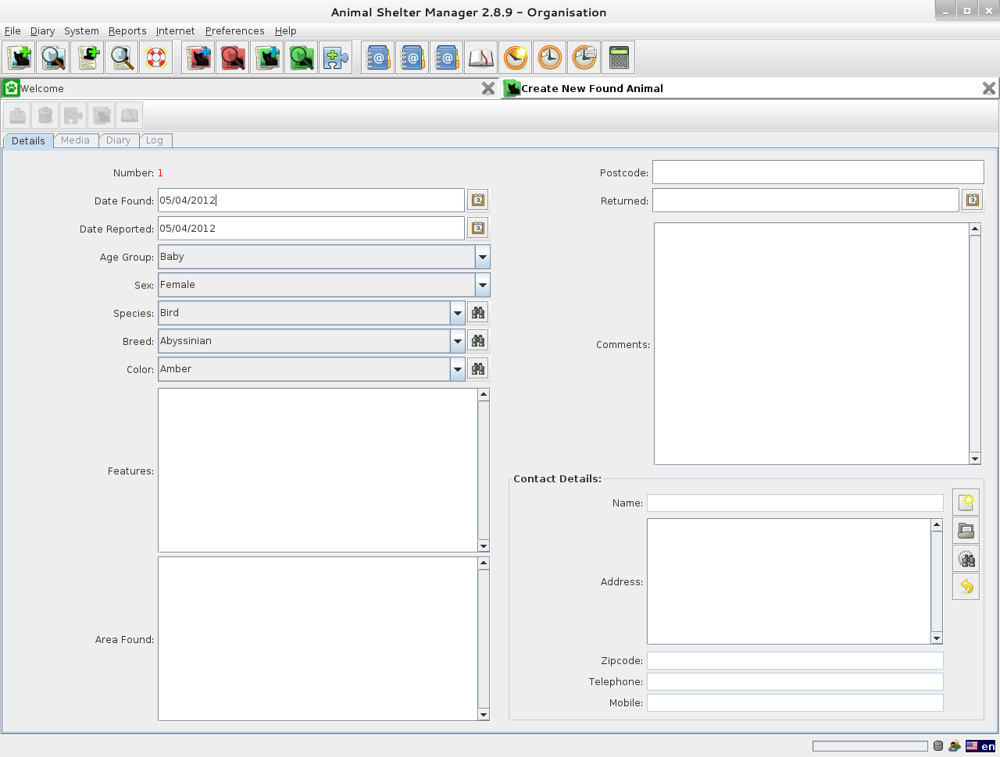 Animal Shelter Manager 2.8.9 – Organisation
File Diary System Reports Internet Preferences Help
Welcome
Create New Found Animal
Details Media Diary Log
Number: 1
Date Found: 05/04/2012
Date Reported: 05/04/2012
Age Group: Baby
Sex: Female
Species: Bird
Breed: Abyssinian
Color: Amber
Features:
Area Found:
Postcode:
Returned:
Comments:
Contact Details:
Name:
Address:
Zipcode:
Telephone:
Mobile:
en